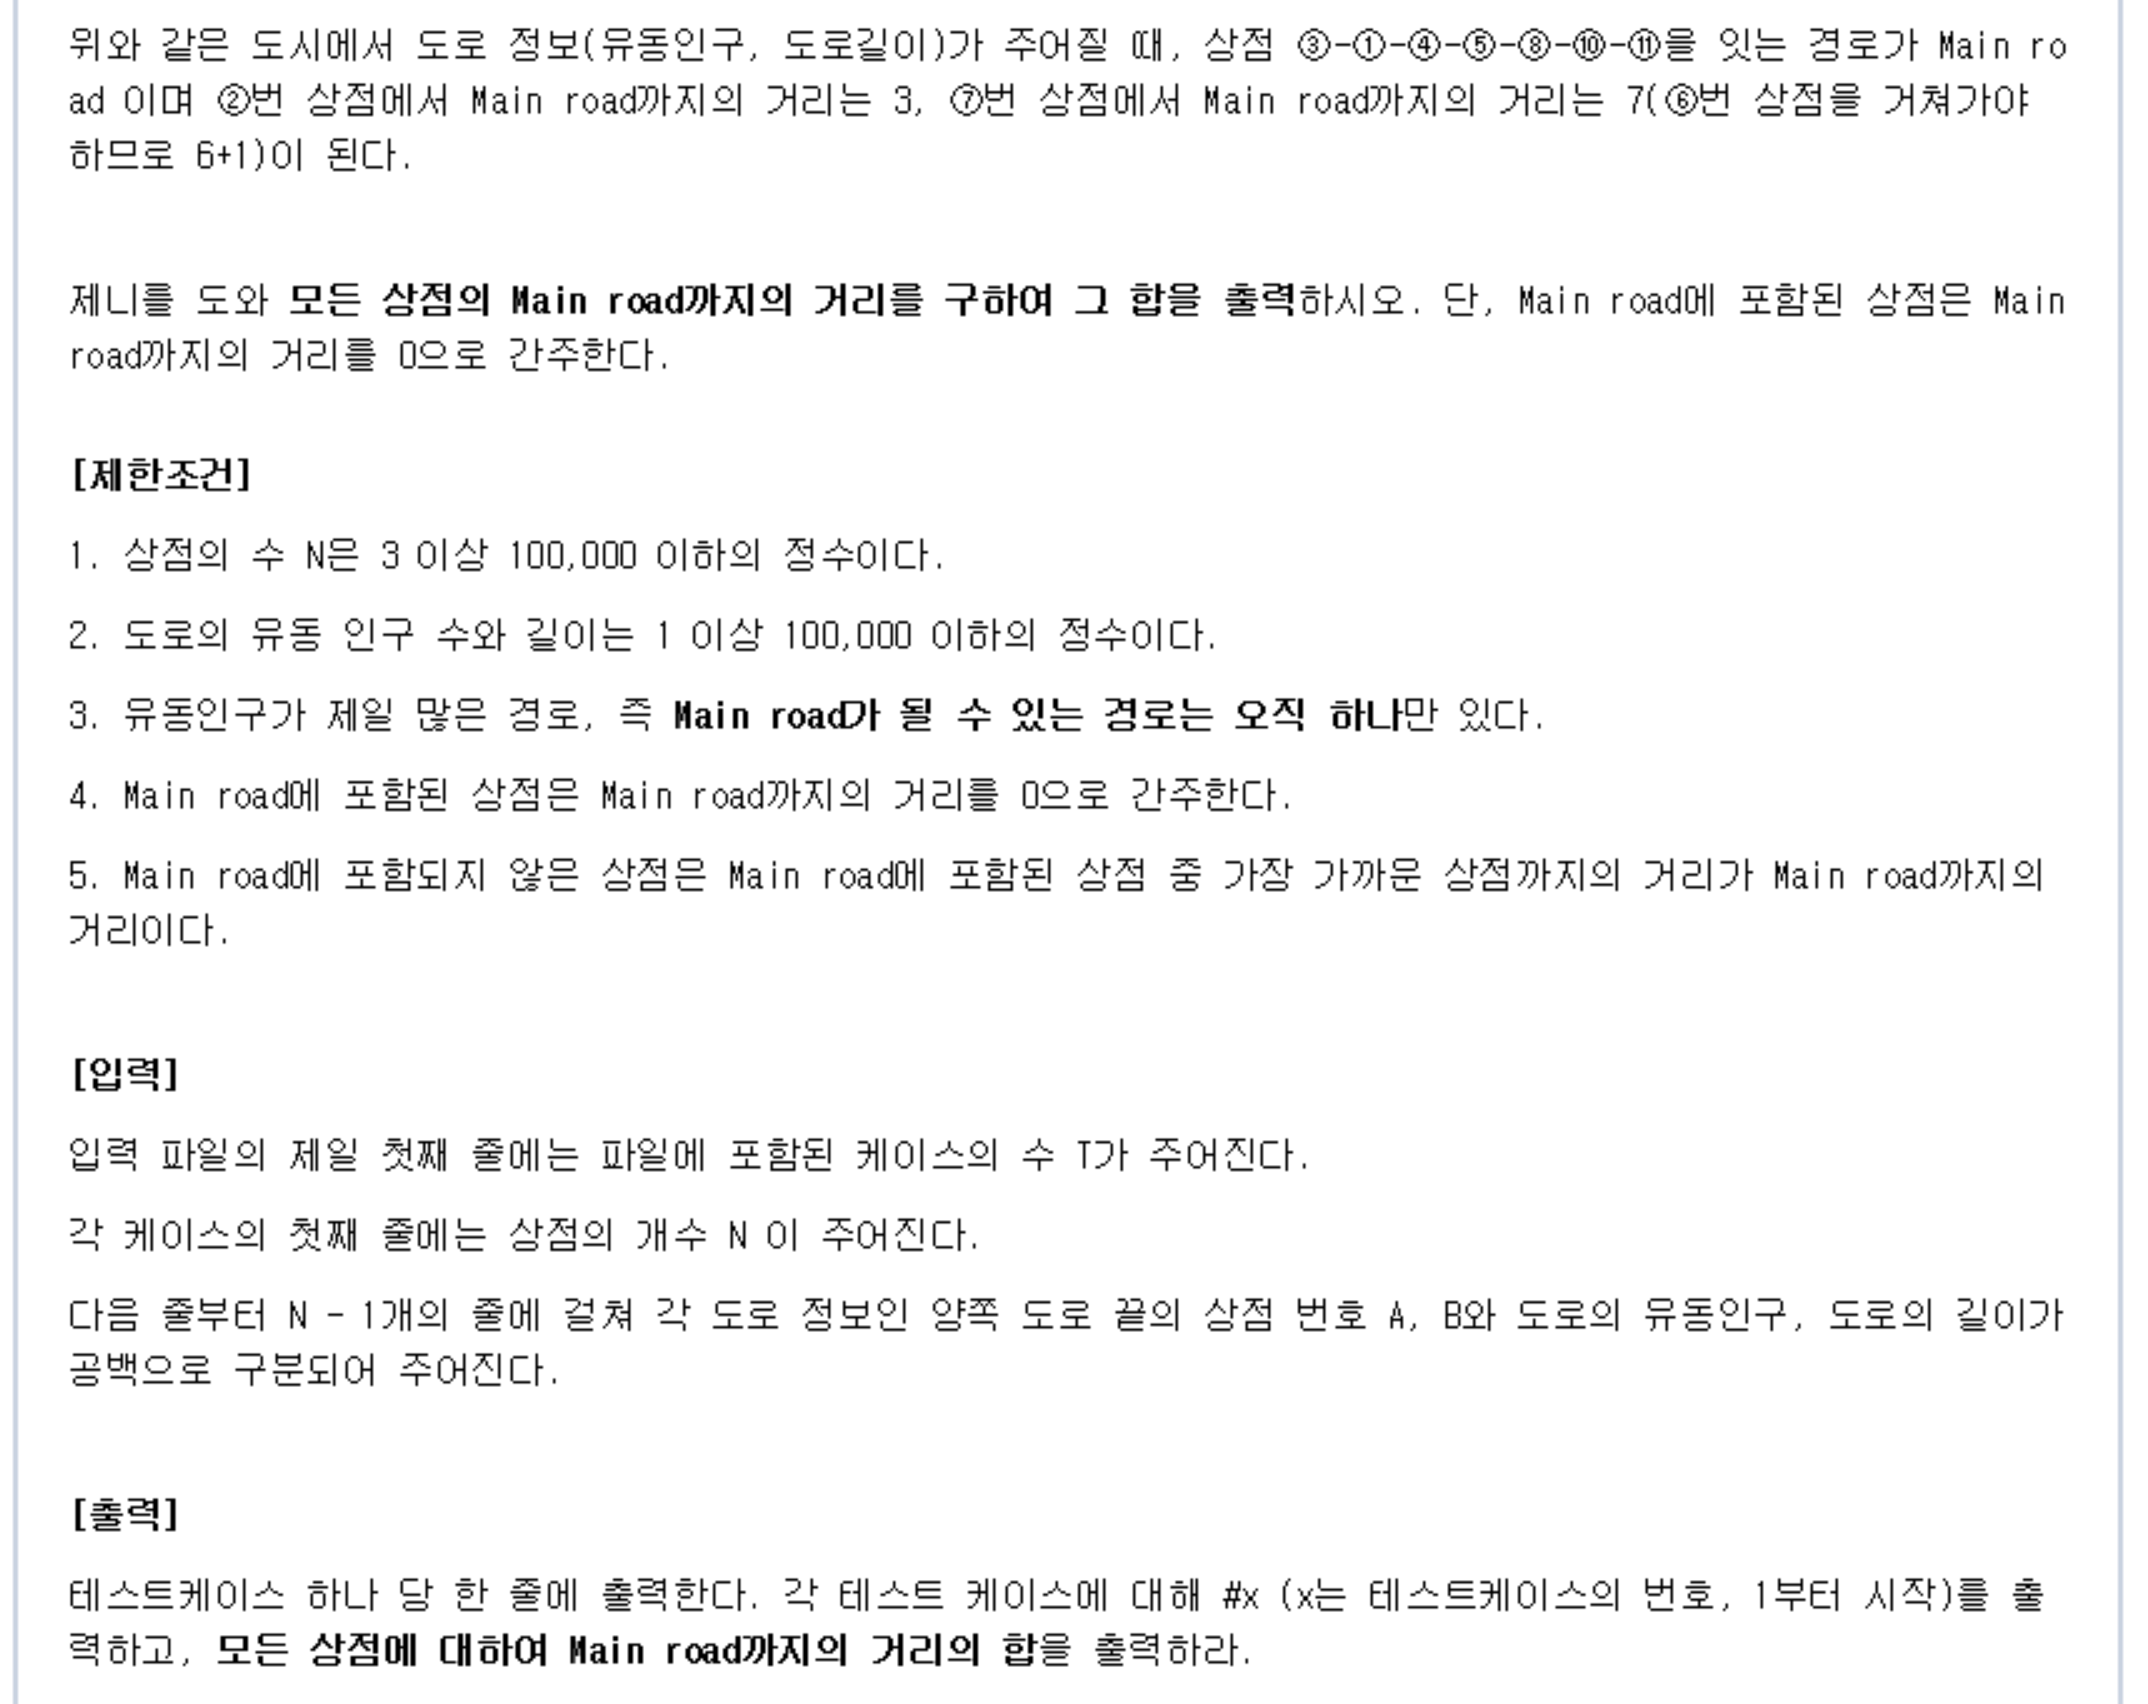 위와 같은 도시에서 도로 정보(유동인구, 도로길이)가 주어질 때, 상점 ③-①-④-⑤-⑧-⑩-⑪을 잇는 경로가 Main ro
ad 이며 ②번 상점에서 Main road까지의 거리는 3, ⑦번 상점에서 Main road까지의 거리는 7(⑥번 상점을 거쳐가야
하므로 6+1)이 된다.
제니를 도와 모든 상점의 Main road까지의 거리를 구하여 그 합을 출력하시오. 단, Main road에 포함된 상점은 Main
road까지의 거리를 0으로 간주한다.
[제한조건]
1. 상점의 수 N은 3 이상 100,000 이하의 정수이다.
2. 도로의 유동 인구 수와 길이는 1 이상 100,000 이하의 정수이다.
3. 유동인구가 제일 많은 경로, 즉 Main road가 될 수 있는 경로는 오직 하나만 있다.
4. Main road에 포함된 상점은 Main road까지의 거리를 0으로 간주한다.
5. Main road에 포함되지 않은 상점은 Main road에 포함된 상점 중 가장 가까운 상점까지의 거리가 Main road까지의
거리이다.
[입력]
입력 파일의 제일 첫째 줄에는 파일에 포함된 케이스의 수 T가 주어진다.
각 케이스의 첫째 줄에는 상점의 개수 N 이 주어진다.
다음 줄부터 N - 1개의 줄에 걸쳐 각 도로 정보인 양쪽 도로 끝의 상점 번호 A, B와 도로의 유동인구, 도로의 길이가
공백으로 구분되어 주어진다.
[출력]
테스트케이스 하나 당 한 줄에 출력한다. 각 테스트 케이스에 대해 #x (x는 테스트케이스의 번호, 1부터 시작)를 출
력하고, 모든 상점에 대하여 Main road까지의 거리의 합을 출력하라.